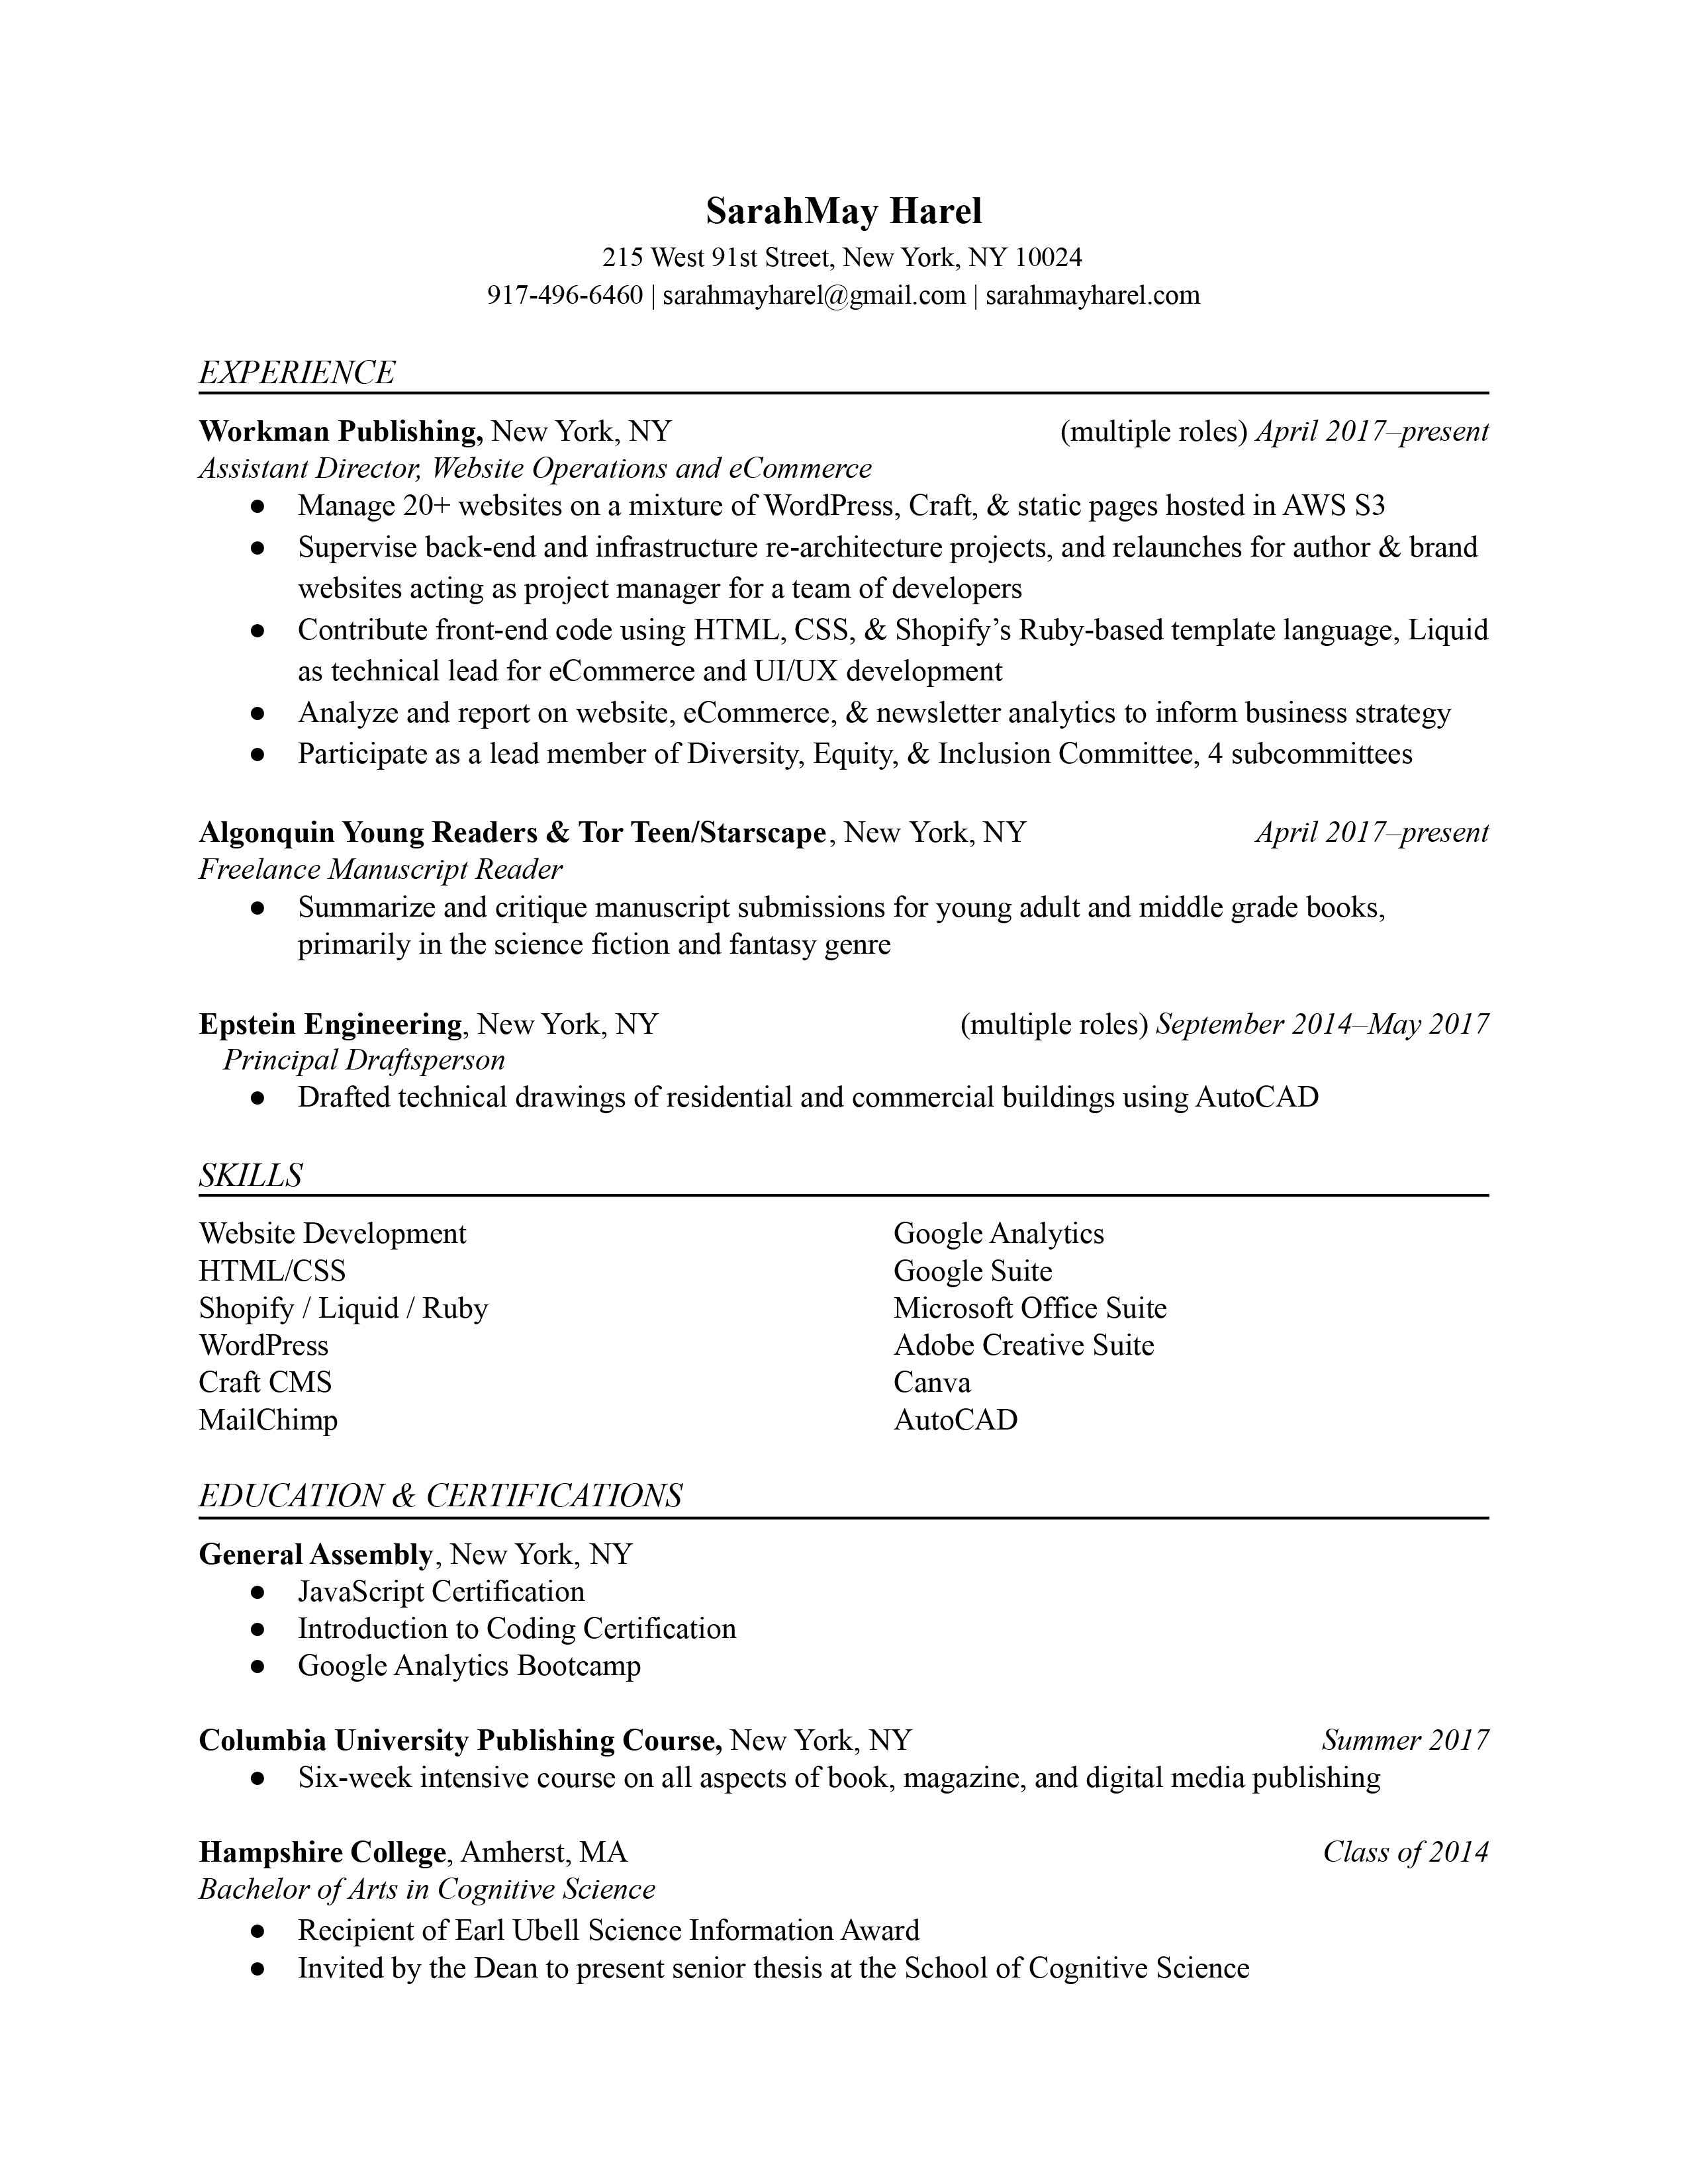 SarahMay Harel
215 West 91st Street, New York, NY 10024
917-496-6460 | sarahmayharel@gmail.com | sarahmayharel.com
EXPERIENCE
Workman Publishing, New York, NY (multiple roles) April 2017–present
Assistant Director, Website Operations and eCommerce
● Manage 20+ websites on a mixture of WordPress, Craft, & static pages hosted in AWS S3
● Supervise back-end and infrastructure re-architecture projects, and relaunches for author & brand
websites acting as project manager for a team of developers
● Contribute front-end code using HTML, CSS, & Shopify’s Ruby-based template language, Liquid
as technical lead for eCommerce and UI/UX development
● Analyze and report on website, eCommerce, & newsletter analytics to inform business strategy
● Participate as a lead member of Diversity, Equity, & Inclusion Committee, 4 subcommittees
Algonquin Young Readers & Tor Teen/Starscape, New York, NY April 2017–present
Freelance Manuscript Reader
● Summarize and critique manuscript submissions for young adult and middle grade books,
primarily in the science fiction and fantasy genre
Epstein Engineering, New York, NY (multiple roles) September 2014–May 2017
Principal Draftsperson
● Drafted technical drawings of residential and commercial buildings using AutoCAD
SKILLS
Website Development
HTML/CSS
Shopify / Liquid / Ruby
WordPress
Craft CMS
MailChimp
Google Analytics
Google Suite
Microsoft Office Suite
Adobe Creative Suite
Canva
AutoCAD
EDUCATION & CERTIFICATIONS
General Assembly, New York, NY
● JavaScript Certification
● Introduction to Coding Certification
● Google Analytics Bootcamp
Columbia University Publishing Course, New York, NY Summer 2017
● Six-week intensive course on all aspects of book, magazine, and digital media publishing
Hampshire College, Amherst, MA Class of 2014
Bachelor of Arts in Cognitive Science
● Recipient of Earl Ubell Science Information Award
● Invited by the Dean to present senior thesis at the School of Cognitive Science